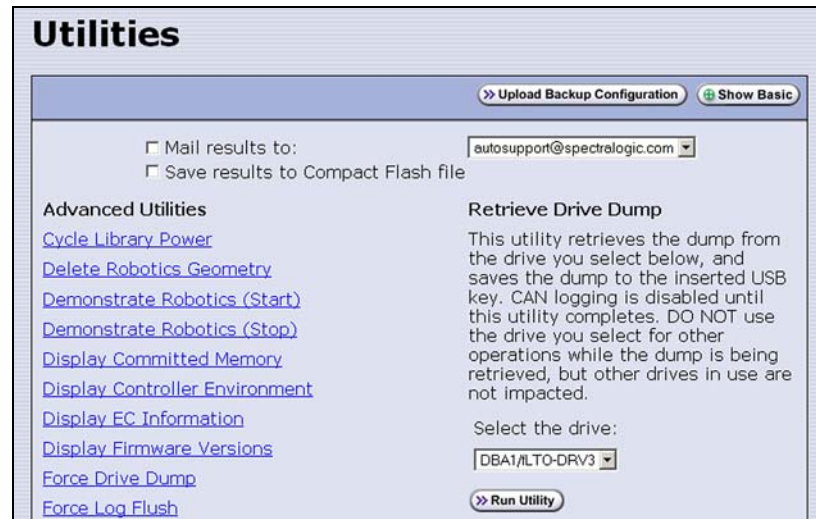 Utilities
Upload Backup Configuration
Show Basic
Mail results to:
autosupport@spectralogic.com
Save results to Compact Flash file
Advanced Utilities
Cycle Library Power
Delete Robotics Geometry
Demonstrate Robotics (Start)
Demonstrate Robotics (Stop)
Display Committed Memory
Display Controller Environment
Display EC Information
Display Firmware Versions
Force Drive Dump
Force Log Flush
Retrieve Drive Dump
This utility retrieves the dump from
the drive you select below, and
saves the dump to the inserted USB
key. CAN logging is disabled until
this utility completes. DO NOT use
the drive you select for other
operations while the dump is being
retrieved, but other drives in use are
not impacted.
Select the drive:
DBA1/fLTO-DRV3
Run Utility